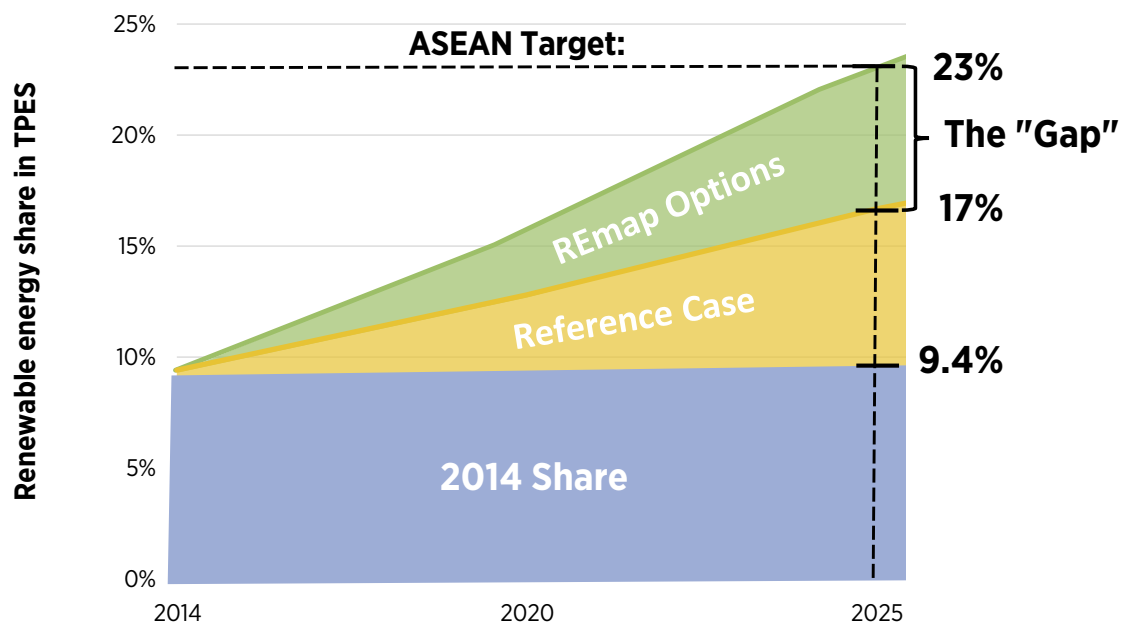 25%
ASEAN Target:
23%
20%
The "Gap"
REmap Options
17%
15%
Reference Case
10%
9.4%
5%
2014 Share
0%
2014
2020
2025
Renewable energy share in TPES